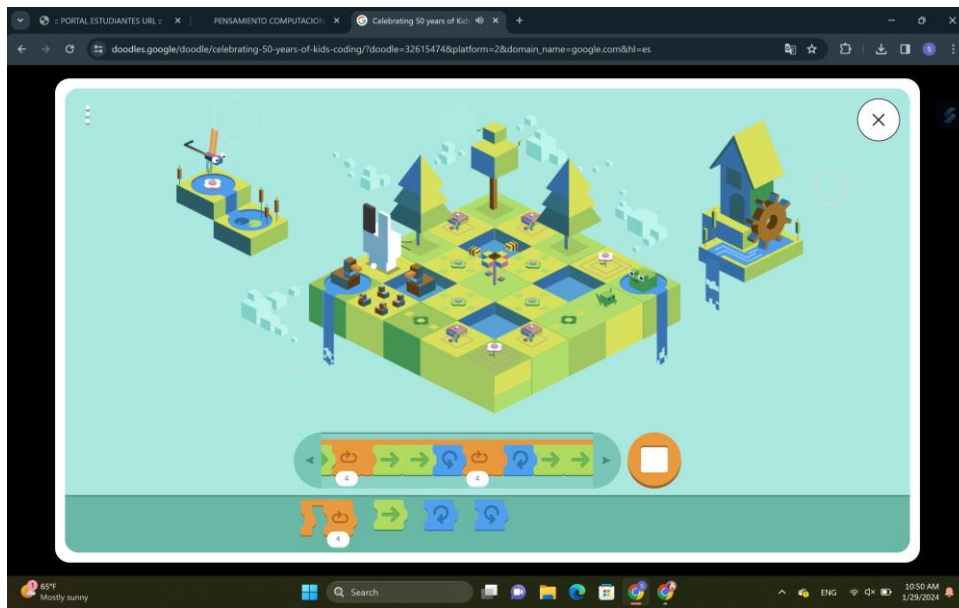 :: PORTAL ESTUDIANTES URL ::
PENSAMIENTO COMPUTACION
Celebrating 50 years of Kids
doodles.google/doodle/celebrating-50-years-of-kids-coding/?doodle=32615474&platform=2&domain_name=google.com&hl=es
S
4
4
4
1
65°F
Mostly sunny
Search
ENG
10:50 AM
1/29/2024